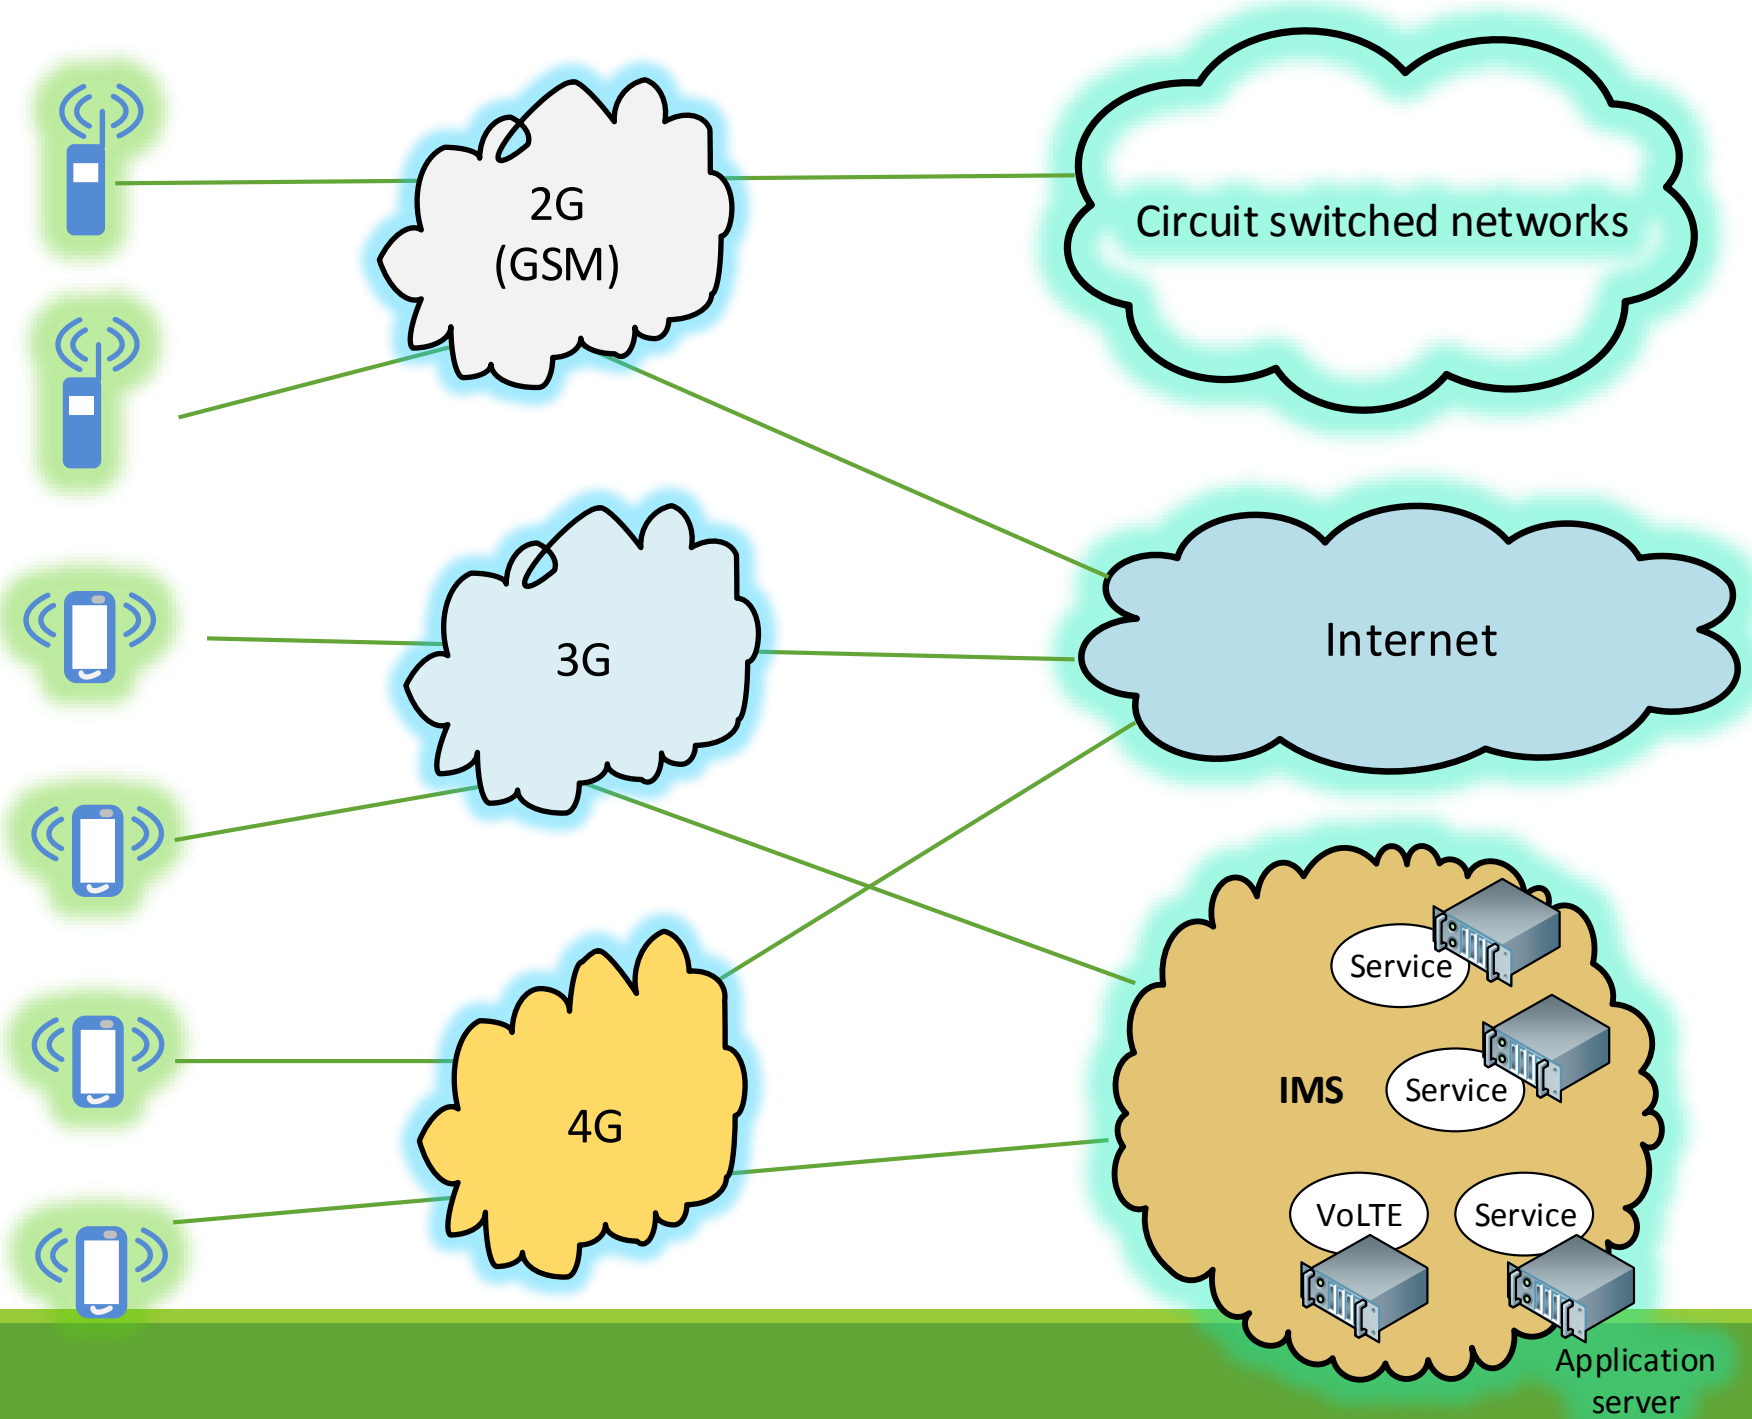 2G
(GSM)
Circuit switched networks
3G
Internet
4G
IMS
Service
Service
VoLTE
Service
Application
server